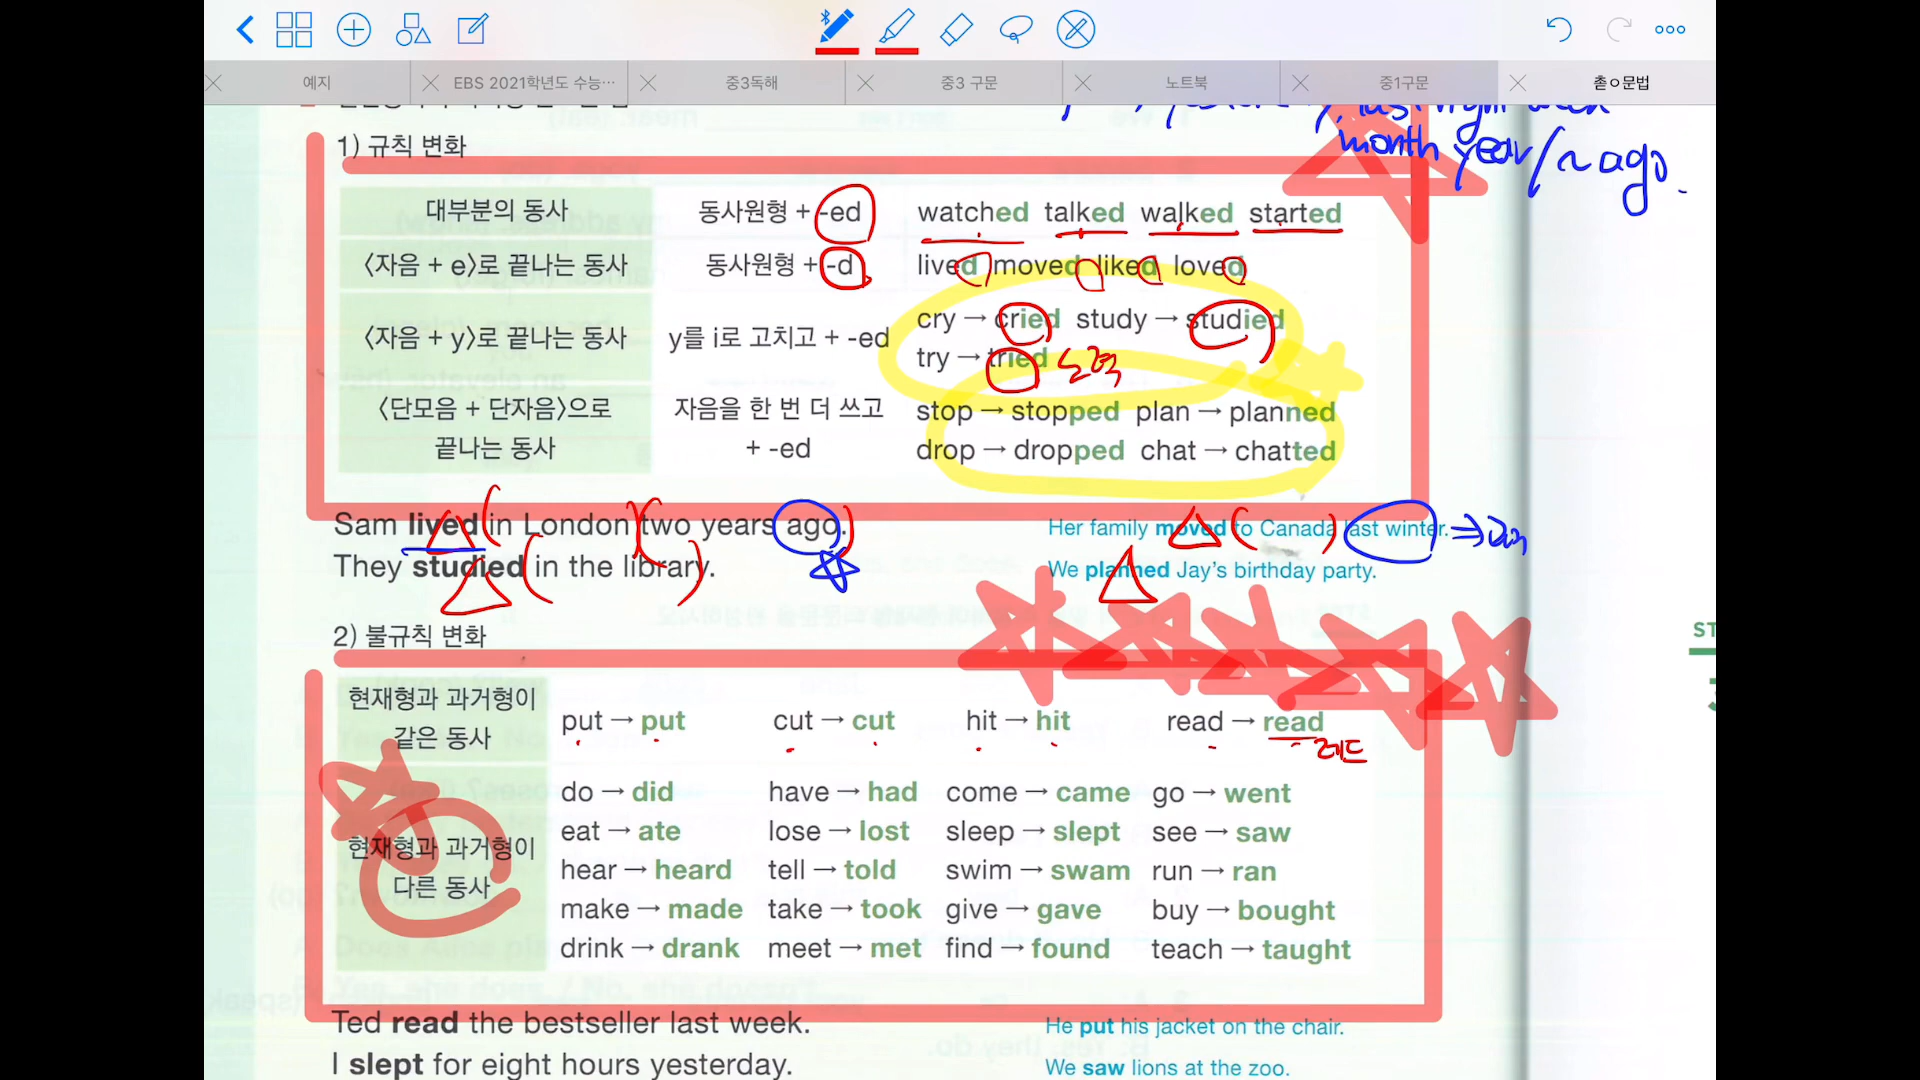 예지
EBS 2021학년도 수능…
중3독해
중3 구문
노트북
중1구문
촏ㅇ문법
month year / ~ ago.
1) 규칙 변화
대부분의 동사 동사원형 + -ed watched talked walked started
〈자음 + e〉로 끝나는 동사 동사원형 + -d lived moved liked loved
〈자음 + y〉로 끝나는 동사 y를 i로 고치고 + -ed cry → cried study → studied
try → tried 노력
〈단모음 + 단자음〉으로 끝나는 동사 자음을 한 번 더 쓰고 + -ed stop → stopped plan → planned
drop → dropped chat → chatted
Sam lived in London two years ago.
They studied in the library.
Her family moved to Canada last winter.
We planned Jay's birthday party.
2) 불규칙 변화
현재형과 과거형이 같은 동사 put → put cut → cut hit → hit read → read
레드
현재형과 과거형이 다른 동사
do → did have → had come → came go → went
eat → ate lose → lost sleep → slept see → saw
hear → heard tell → told swim → swam run → ran
make → made take → took give → gave buy → bought
drink → drank meet → met find → found teach → taught
Ted read the bestseller last week.
I slept for eight hours yesterday.
He put his jacket on the chair.
We saw lions at the zoo.
ST